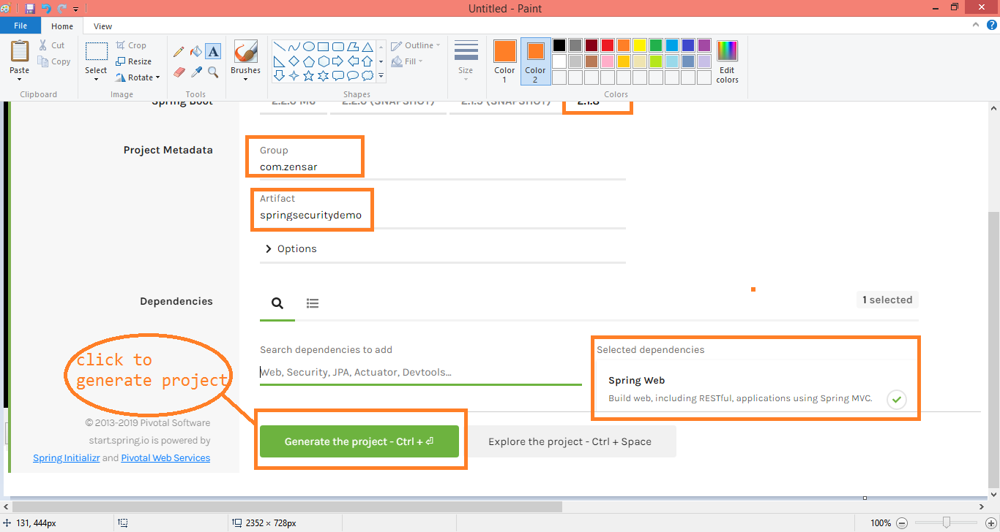 Untitled - Paint
File
Home
View
Paste
Cut
Copy
Clipboard
Select
Crop
Resize
Rotate
Image
A
Tools
Brushes
Shapes
Outline
Fill
Size
Color
1
Color
2
Edit
colors
Colors
Spring Boot
2.2.0 M6
2.2.0 (SNAPSHOT)
2.1.9 (SNAPSHOT)
2.1.8
Project Metadata
Group
com.zensar
Artifact
springsecuritydemo
Options
Dependencies
1 selected
Search dependencies to add
Web, Security, JPA, Actuator, Devtools...
Selected dependencies
Spring Web
Build web, including RESTful, applications using Spring MVC.
click to
generate project
© 2013-2019 Pivotal Software
start.spring.io is powered by
Spring Initializr and Pivotal Web Services
Generate the project - Ctrl + ⏎
Explore the project - Ctrl + Space
131, 444px
2352 × 728px
100%